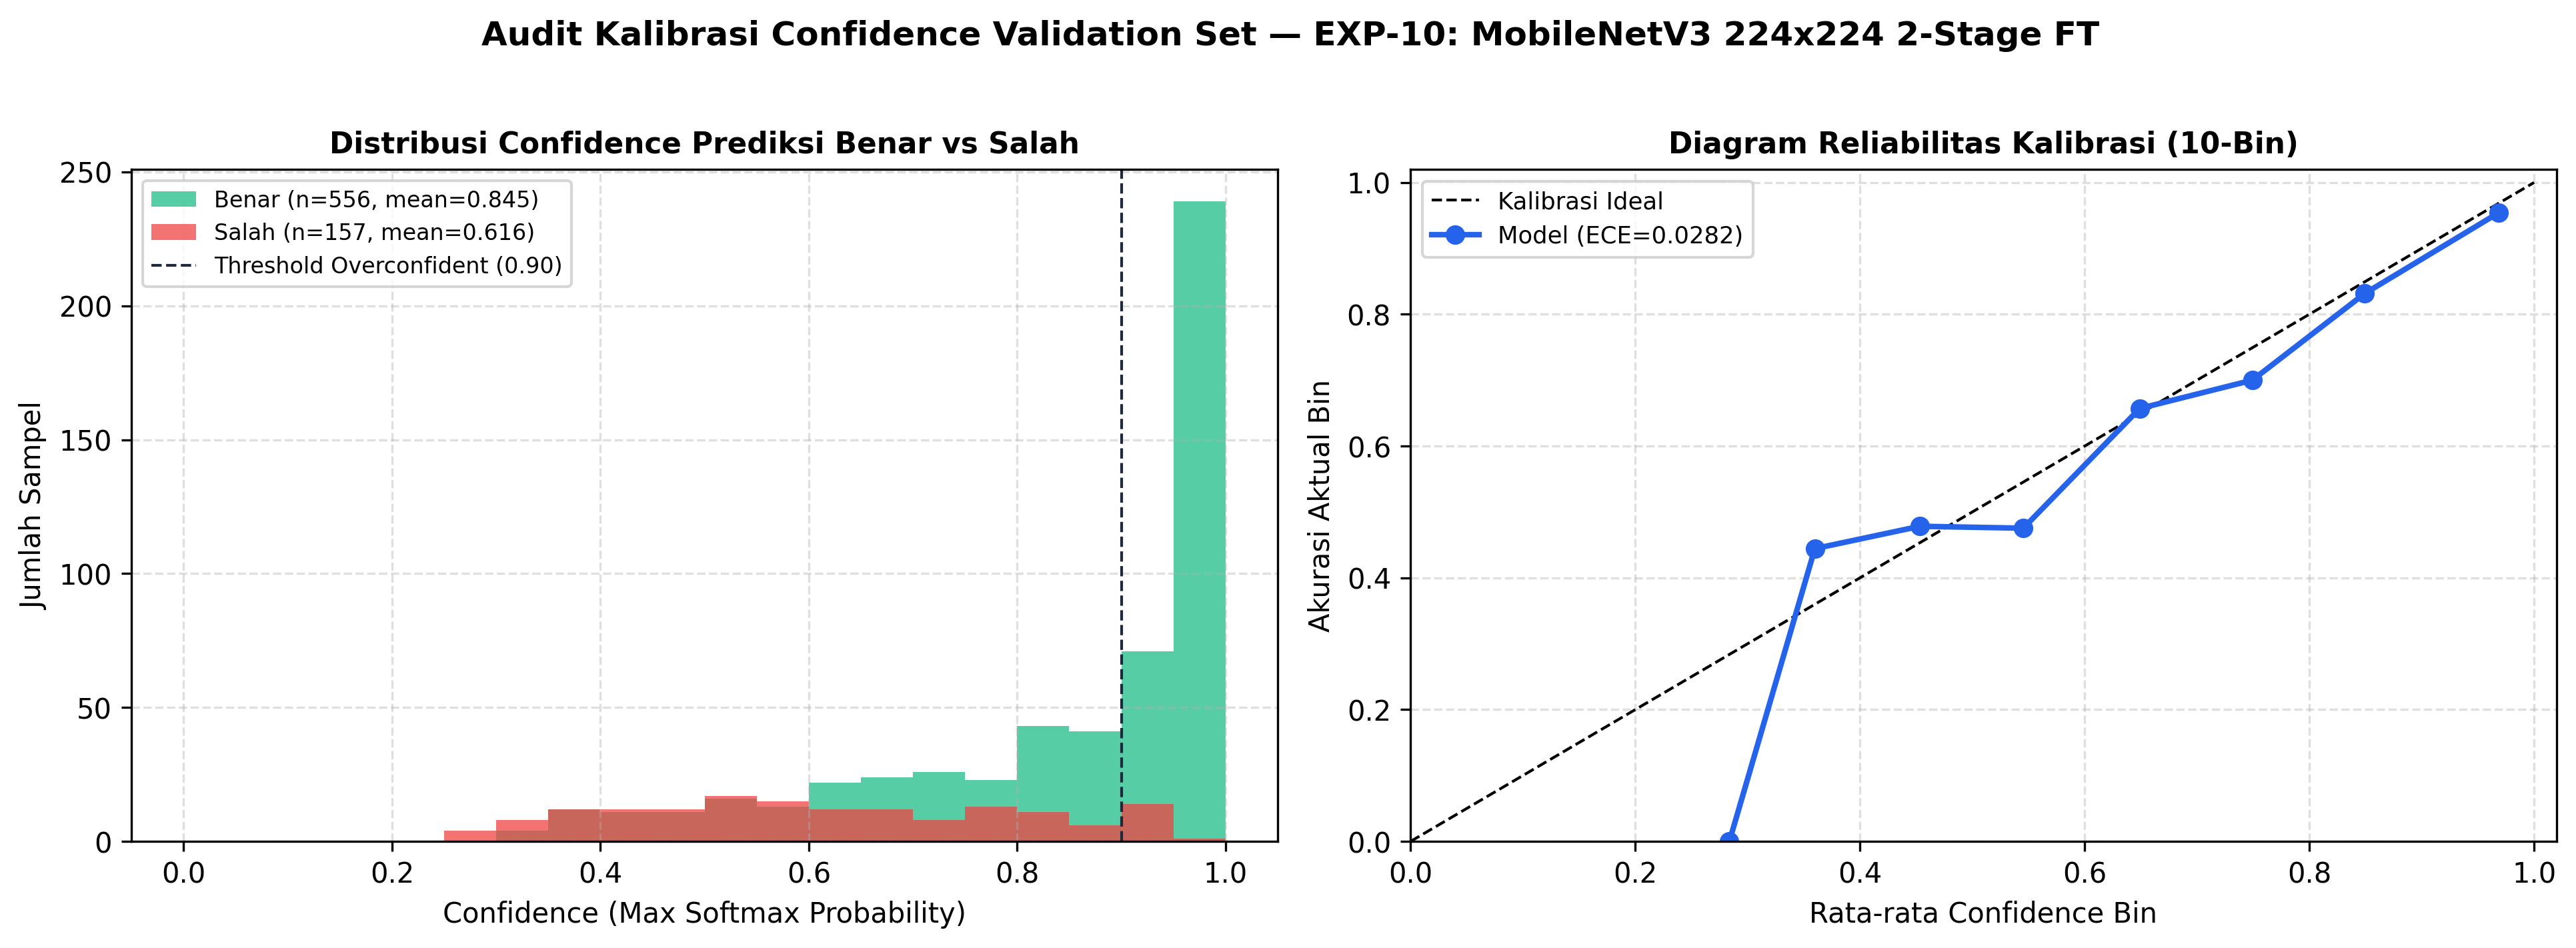 Audit Kalibrasi Confidence Validation Set — EXP-10: MobileNetV3 224x224 2-Stage FT
Distribusi Confidence Prediksi Benar vs Salah
Benar (n=556, mean=0.845)
Salah (n=157, mean=0.616)
Threshold Overconfident (0.90)
Jumlah Sampel
250
200
150
100
50
0
0.0 0.2 0.4 0.6 0.8 1.0
Confidence (Max Softmax Probability)
Diagram Reliabilitas Kalibrasi (10-Bin)
Kalibrasi Ideal
Model (ECE=0.0282)
Akurasi Aktual Bin
1.0
0.8
0.6
0.4
0.2
0.0
0.0 0.2 0.4 0.6 0.8 1.0
Rata-rata Confidence Bin